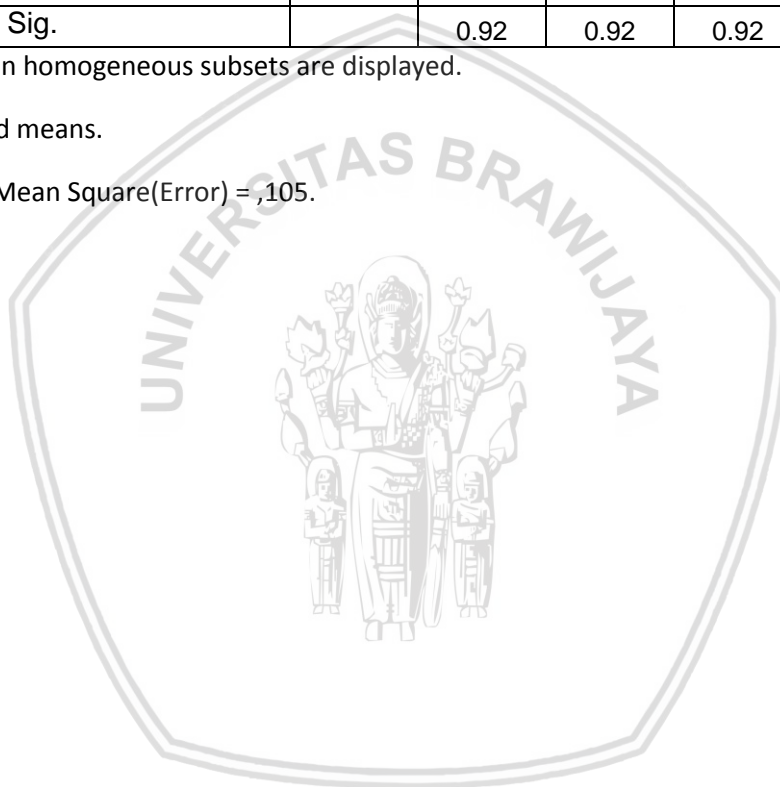 Sig. 0.92 0.92 0.92
n homogeneous subsets are displayed.
d means.
Mean Square(Error) = ,105.
UNIVERSITAS BRAWIJAYA